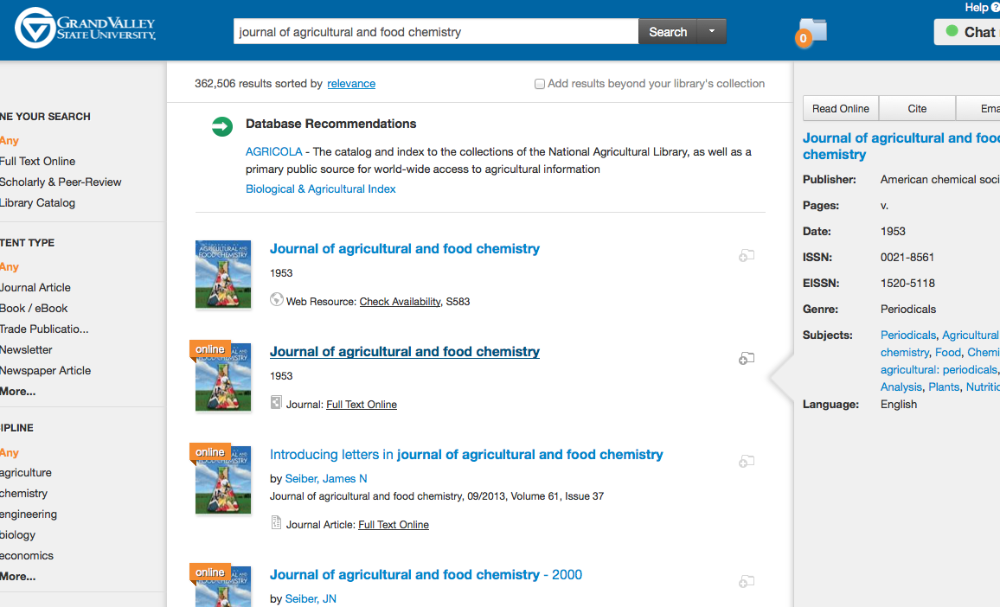 GRAND VALLEY
STATE UNIVERSITY
journal of agricultural and food chemistry
Search
0
Help ?
Chat
NE YOUR SEARCH
Any
Full Text Online
Scholarly & Peer-Review
Library Catalog
TENT TYPE
Any
Journal Article
Book / eBook
Trade Publicatio...
Newsletter
Newspaper Article
More...
IPLINE
Any
agriculture
chemistry
engineering
biology
economics
More...
362,506 results sorted by relevance
Add results beyond your library's collection
Database Recommendations
AGRICOLA - The catalog and index to the collections of the National Agricultural Library, as well as a
primary public source for world-wide access to agricultural information
Biological & Agricultural Index
AGRICULTURAL AND
FOOD CHEMISTRY
Journal of agricultural and food chemistry
1953
Web Resource: Check Availability, S583
online
Journal of agricultural and food chemistry
1953
Journal: Full Text Online
online
Introducing letters in journal of agricultural and food chemistry
by Seiber, James N
Journal of agricultural and food chemistry, 09/2013, Volume 61, Issue 37
Journal Article: Full Text Online
online
Journal of agricultural and food chemistry - 2000
by Seiber, JN
Read Online
Cite
Ema
Journal of agricultural and foo
chemistry
Publisher: American chemical soci
Pages: v.
Date: 1953
ISSN: 0021-8561
EISSN: 1520-5118
Genre: Periodicals
Subjects: Periodicals, Agricultural
chemistry, Food, Chemi
agricultural: periodicals,
Analysis, Plants, Nutritic
Language: English